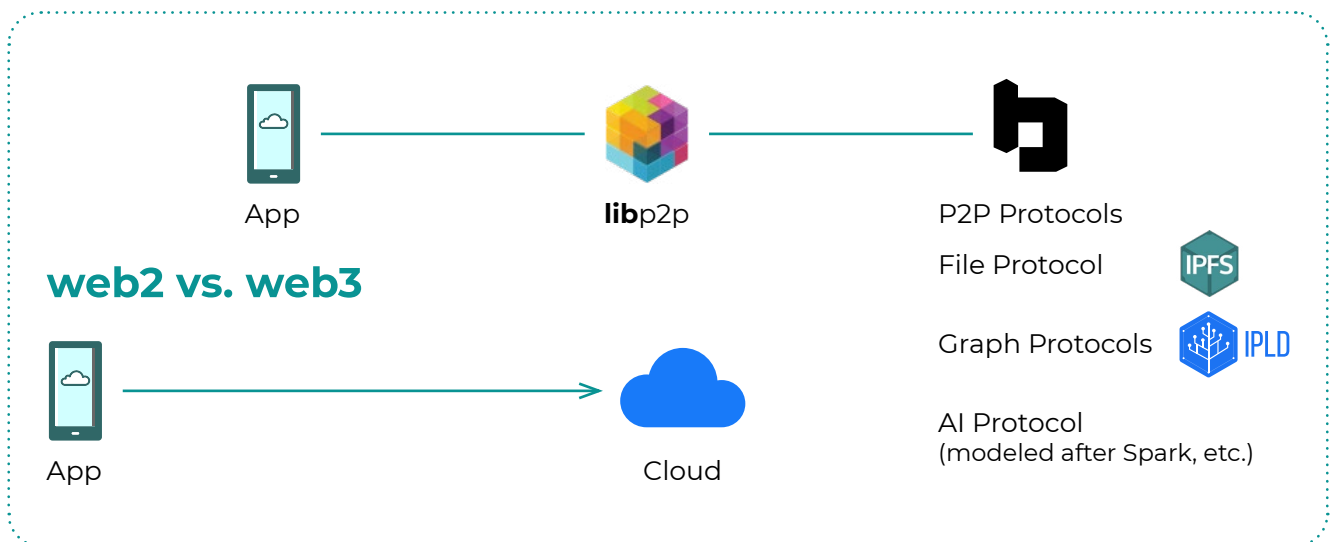 App
libp2p
P2P Protocols
File Protocol
IPFS
web2 vs. web3
Graph Protocols
IPLD
AI Protocol
(modeled after Spark, etc.)
App
Cloud